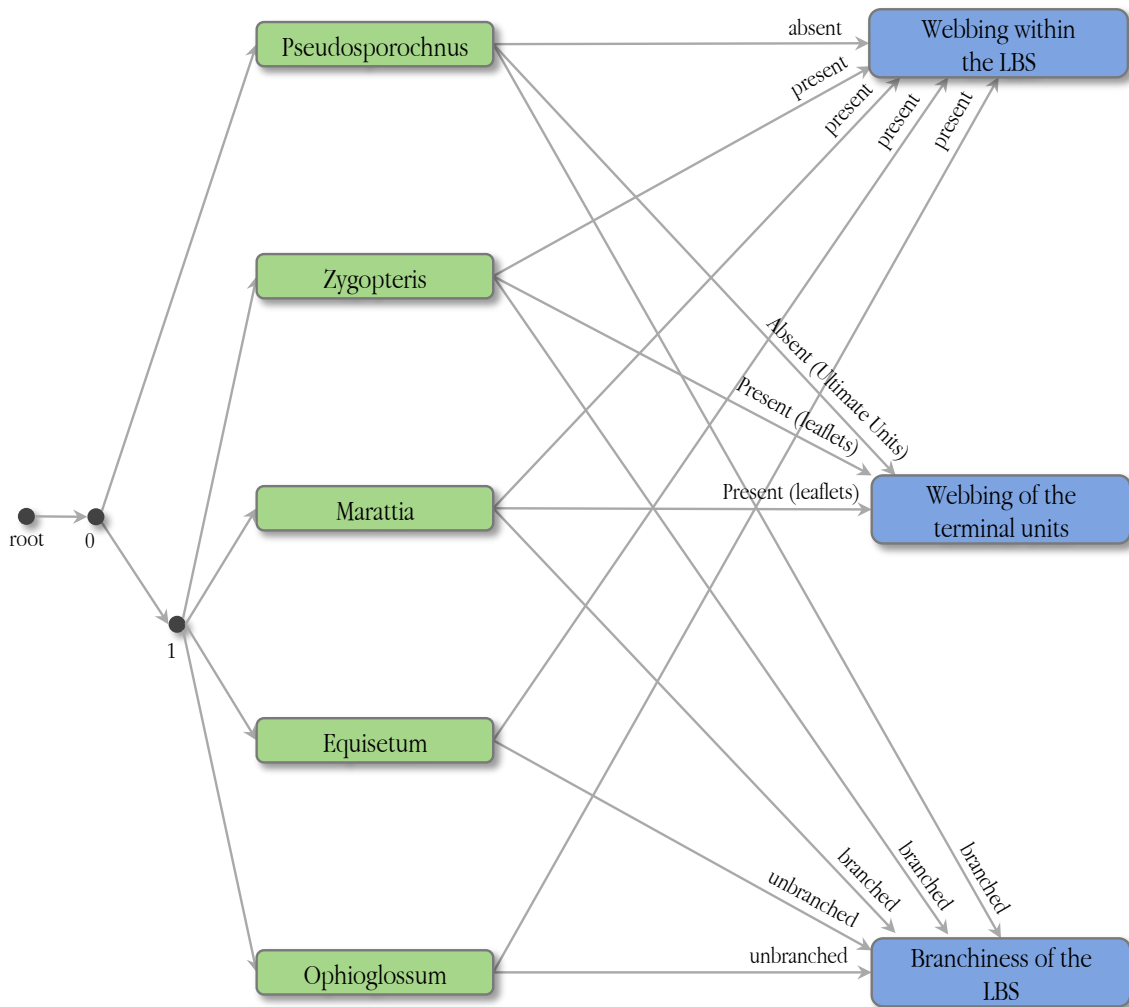 absent
Pseudosporochnus
Webbing within
the LBS
present
present
present
present
Zygopteris
Absent (Ultimate Units)
Present (leaflets)
Present (leaflets)
Marattia
Webbing of the
terminal units
root
0
1
Equisetum
branched
branched
branched
unbranched
unbranched
Ophioglossum
Branchiness of the
LBS